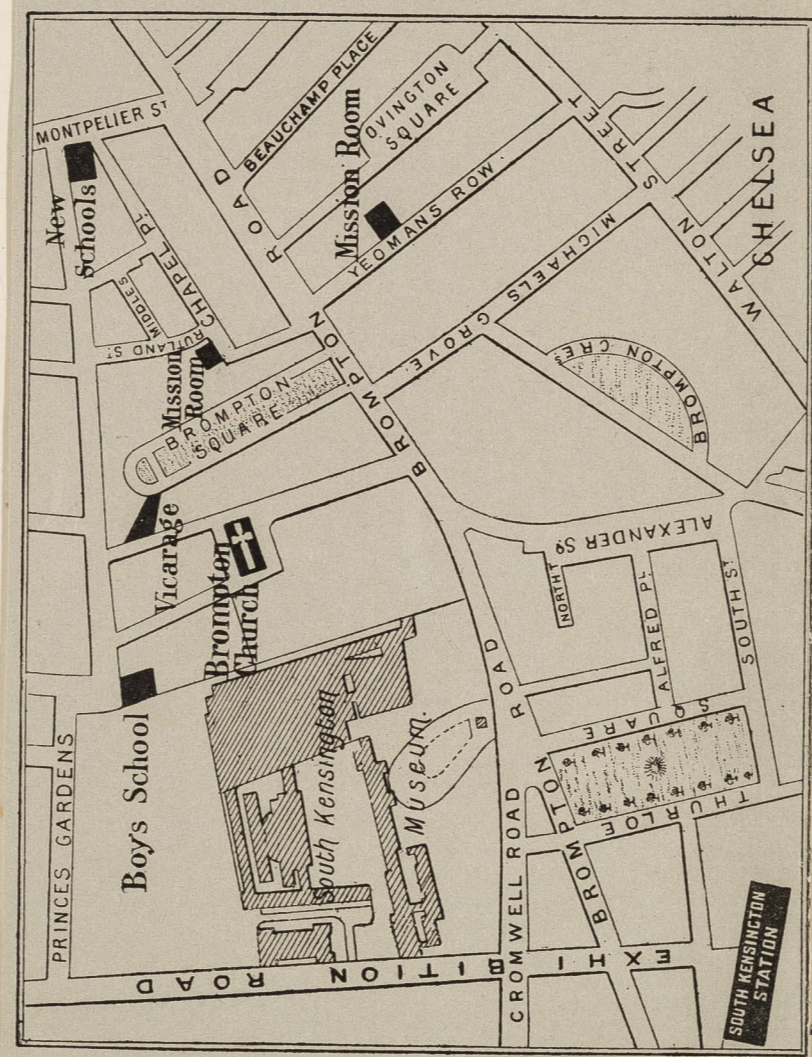 MONTPELIER ST
New
Schools
CHAPEL PL.
MIDDLE S
RUTLAND ST
Mission
Room
BROMPTON
SQUARE
Vicarage
Brompton
Church
Boy's School
PRINCES GARDENS
South Kensington
Museum.
EXHIBITION ROAD
CROMWELL ROAD
BROMPTON ROAD
BEAUCHAMP PLACE
OVINGTON
SQUARE
Mission Room
YEOMANS ROW
MICHAELS GROVE
WALTON STREET
CHELSEA
BROMPTON CRES
ALEXANDER SQ
NORTH T
ALFRED PL
SOUTH ST
THURLOE SQUARE
BROMPTON ROAD
SOUTH KENSINGTON
STATION